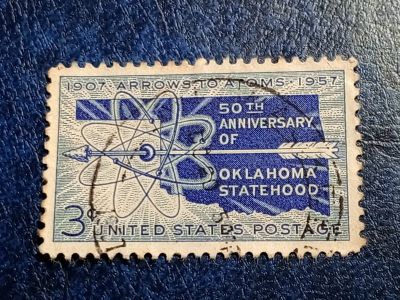 1907·ARROWS·TO·ATOMS·1957
50TH
ANNIVERSARY
OF
OKLAHOMA
STATEHOOD
3¢
UNITED STATES POSTAGE